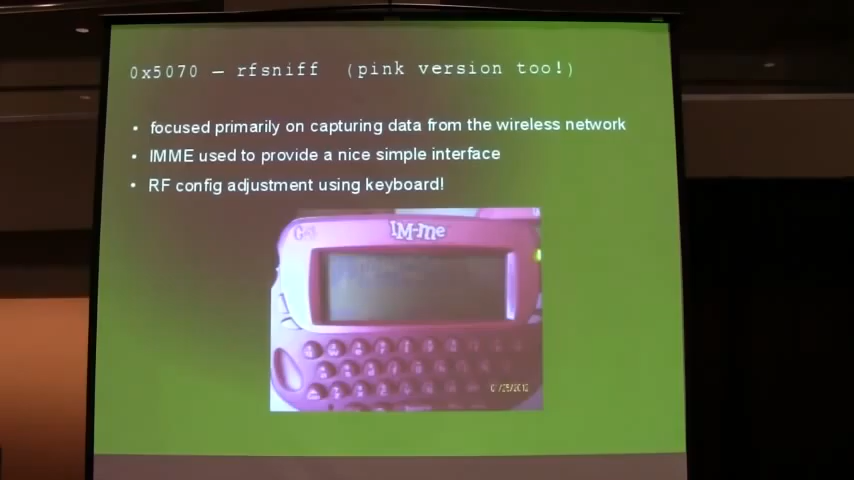 0x5070 – rfsniff (pink version too!)
• focused primarily on capturing data from the wireless network
• IMME used to provide a nice simple interface
• RF config adjustment using keyboard!
IM-me